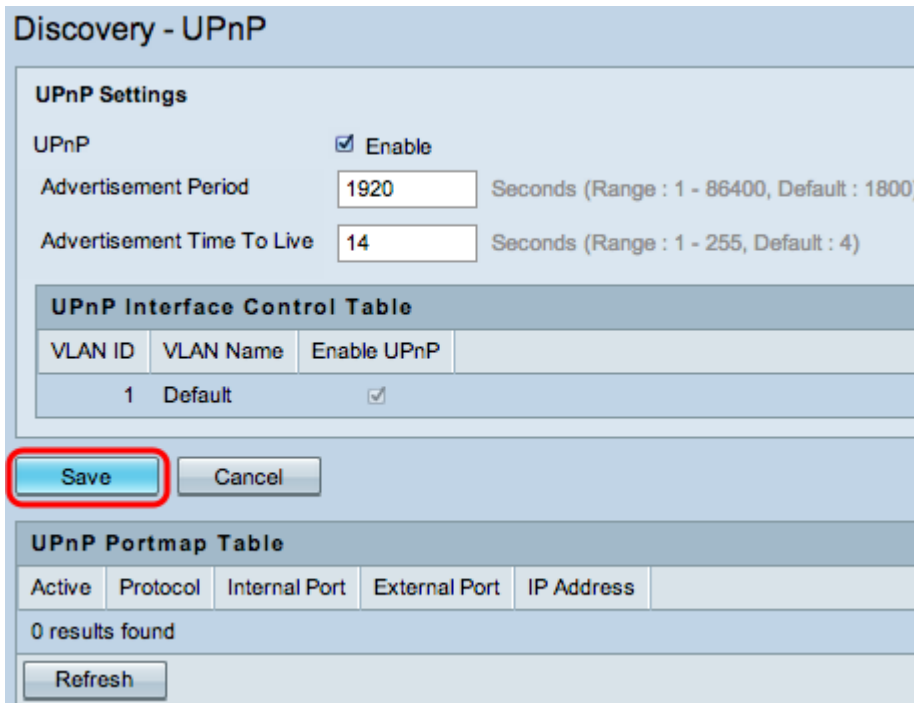 Discovery - UPnP
UPnP Settings
UPnP Enable
Advertisement Period 1920 Seconds (Range : 1 - 86400, Default : 1800)
Advertisement Time To Live 14 Seconds (Range : 1 - 255, Default : 4)
UPnP Interface Control Table
VLAN ID VLAN Name Enable UPnP
1 Default
Save Cancel
UPnP Portmap Table
Active Protocol Internal Port External Port IP Address
0 results found
Refresh